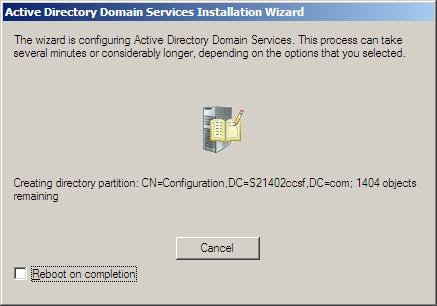 Active Directory Domain Services Installation Wizard
The wizard is configuring Active Directory Domain Services. This process can take
several minutes or considerably longer, depending on the options that you selected.
Creating directory partition: CN=Configuration,DC=S21402ccsf,DC=com; 1404 objects
remaining
Cancel
Reboot on completion